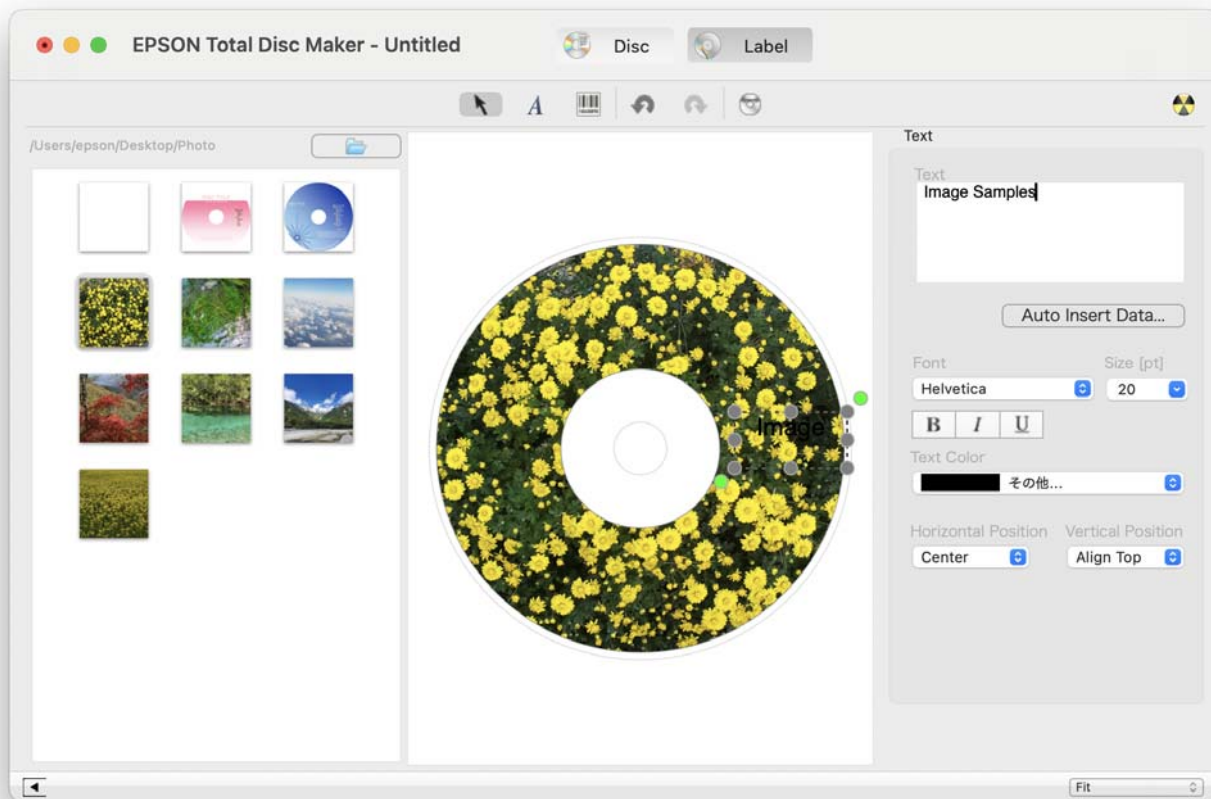 EPSON Total Disc Maker - Untitled
Disc
Label
A
/Users/epson/Desktop/Photo
Text
Text
Image Samples
Auto Insert Data...
Font
Size [pt]
Helvetica
20
B I U
Text Color
その他...
Horizontal Position
Vertical Position
Center
Align Top
Image
Fit